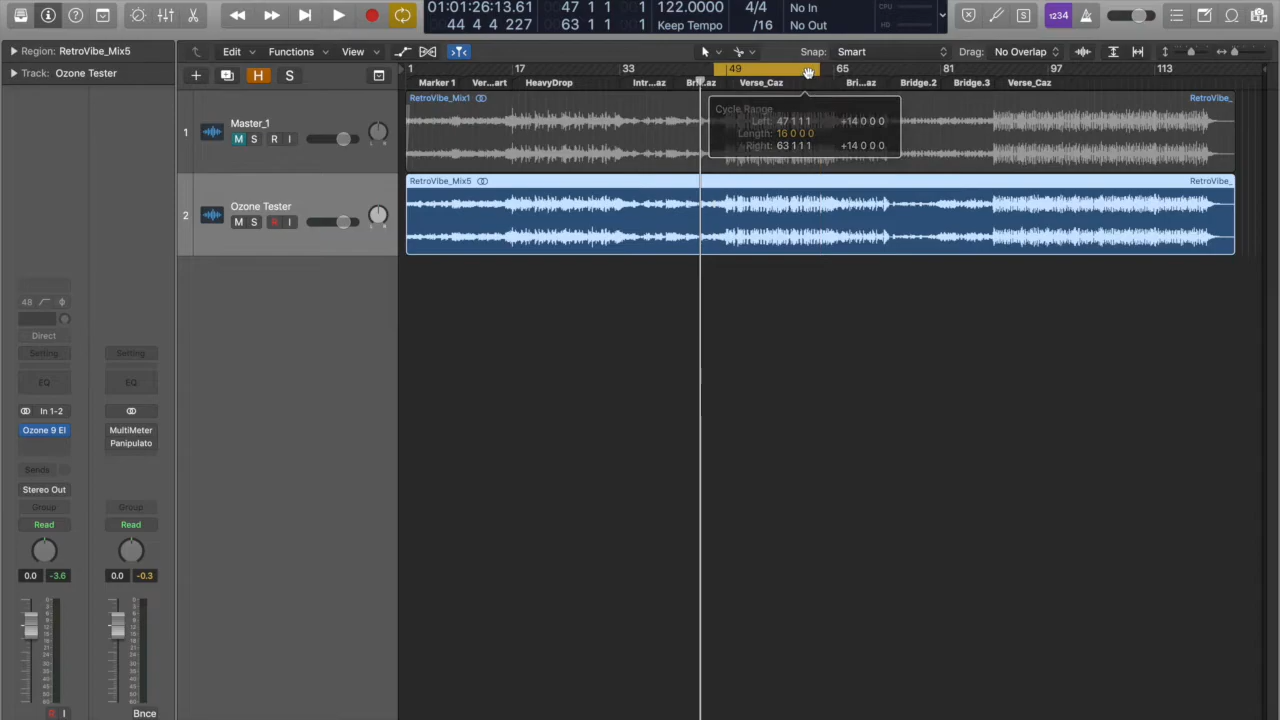 01:01:26:13.61 47 1 1 122.0000 4/4 No In CPU
44 4 4 227 63 1 1 1 Keep Tempo /16 No Out HD
1234
Region: RetroVibe_Mix5
Track: Ozone Tester
Edit Functions View Snap: Smart Drag: No Overlap
H S
1 17 33 49 65 81 97 113
Marker 1 Ver...art HeavyDrop Intr...az Bri...az Verse_Caz Bri...az Bridge.2 Bridge.3 Verse_Caz
RetroVibe_Mix1 RetroVibe_
Cycle Range
Left: 47 1 1 1 +14 0 0 0
Length: 16 0 0 0
Right: 63 1 1 1 +14 0 0 0
1 Master_1
M S R I
L R
RetroVibe_Mix5 RetroVibe_
2 Ozone Tester
M S R I
L R
48
Direct
Setting Setting
EQ EQ
In 1-2
Ozone 9 El MultiMeter
Panipulato
Sends
Stereo Out
Group Group
Read Read
0.0 -3.6 0.0 -0.3
R I Bnce